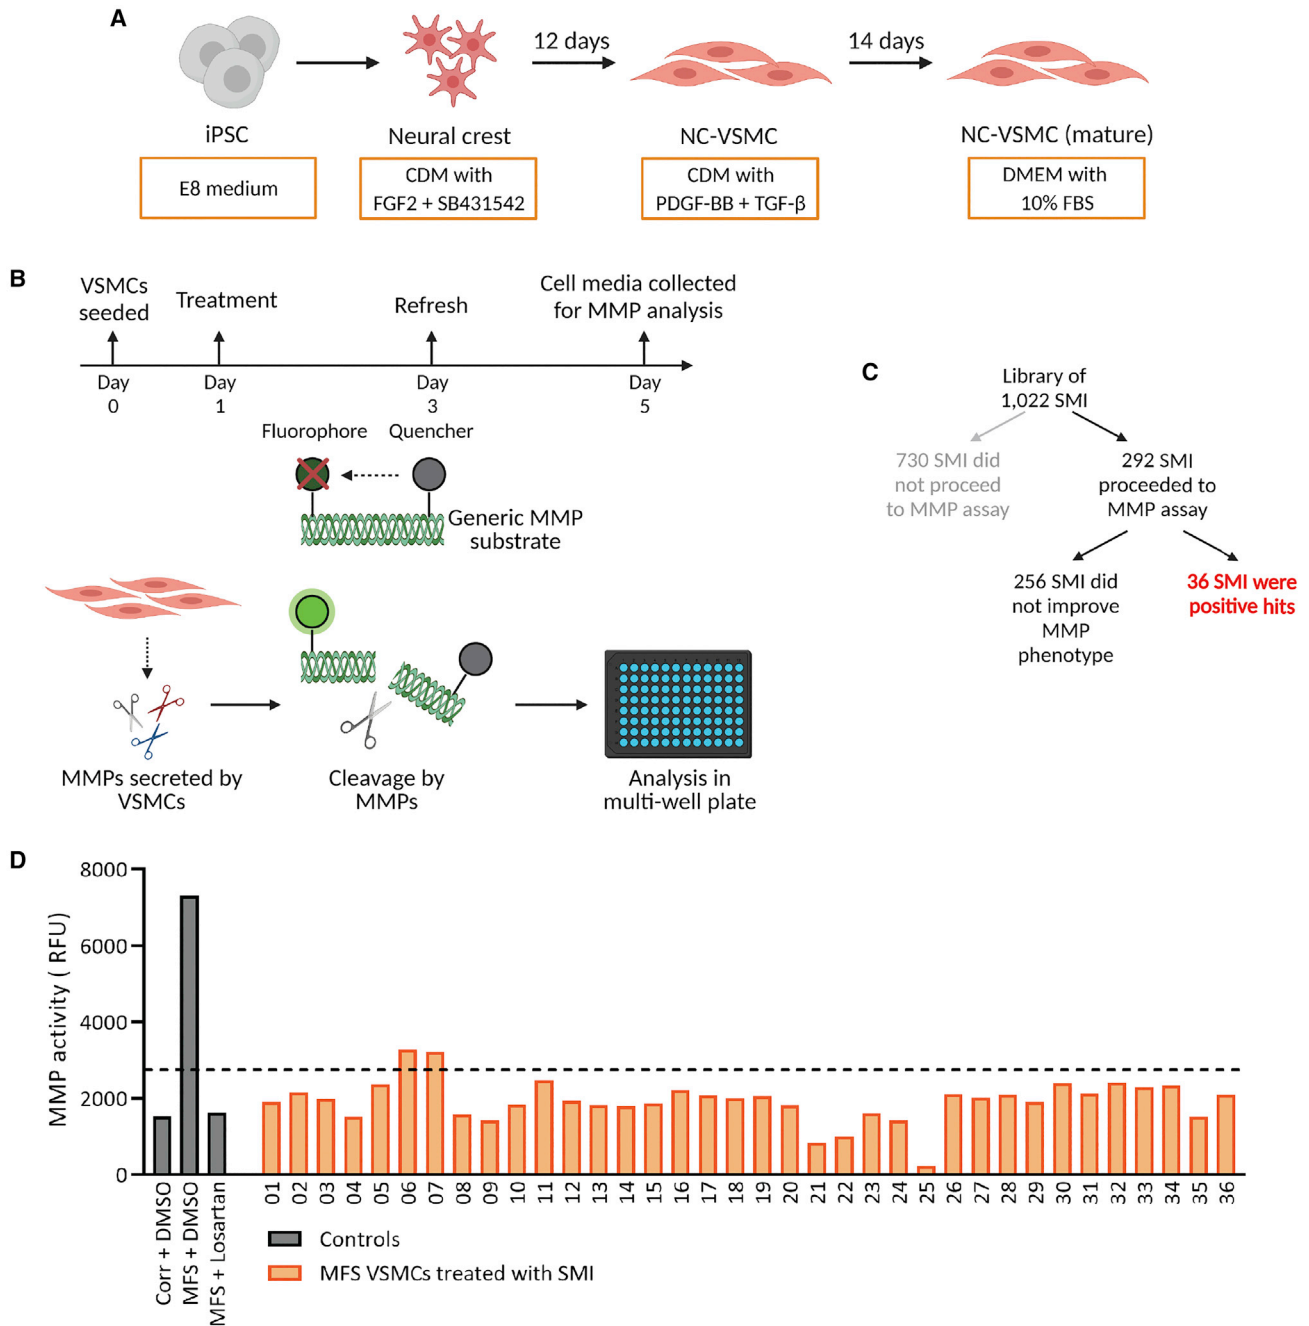 A
12 days
14 days
iPSC
Neural crest
NC-VSMC
NC-VSMC (mature)
E8 medium
CDM with
FGF2 + SB431542
CDM with
PDGF-BB + TGF-β
DMEM with
10% FBS
B
VSMCs
seeded
Treatment
Refresh
Cell media collected
for MMP analysis
Day
0
Day
1
Day
3
Day
5
Fluorophore
Quencher
Generic MMP
substrate
MMPs secreted by
VSMCs
Cleavage by
MMPs
Analysis in
multi-well plate
C
Library of
1,022 SMI
730 SMI did
not proceed
to MMP assay
292 SMI
proceeded to
MMP assay
256 SMI did
not improve
MMP
phenotype
36 SMI were
positive hits
D
MMP activity ( RFU)
8000
6000
4000
2000
0
Corr + DMSO
MFS + DMSO
MFS + Losartan
01 02 03 04 05 06 07 08 09 10 11 12 13 14 15 16 17 18 19 20 21 22 23 24 25 26 27 28 29 30 31 32 33 34 35 36
Controls
MFS VSMCs treated with SMI